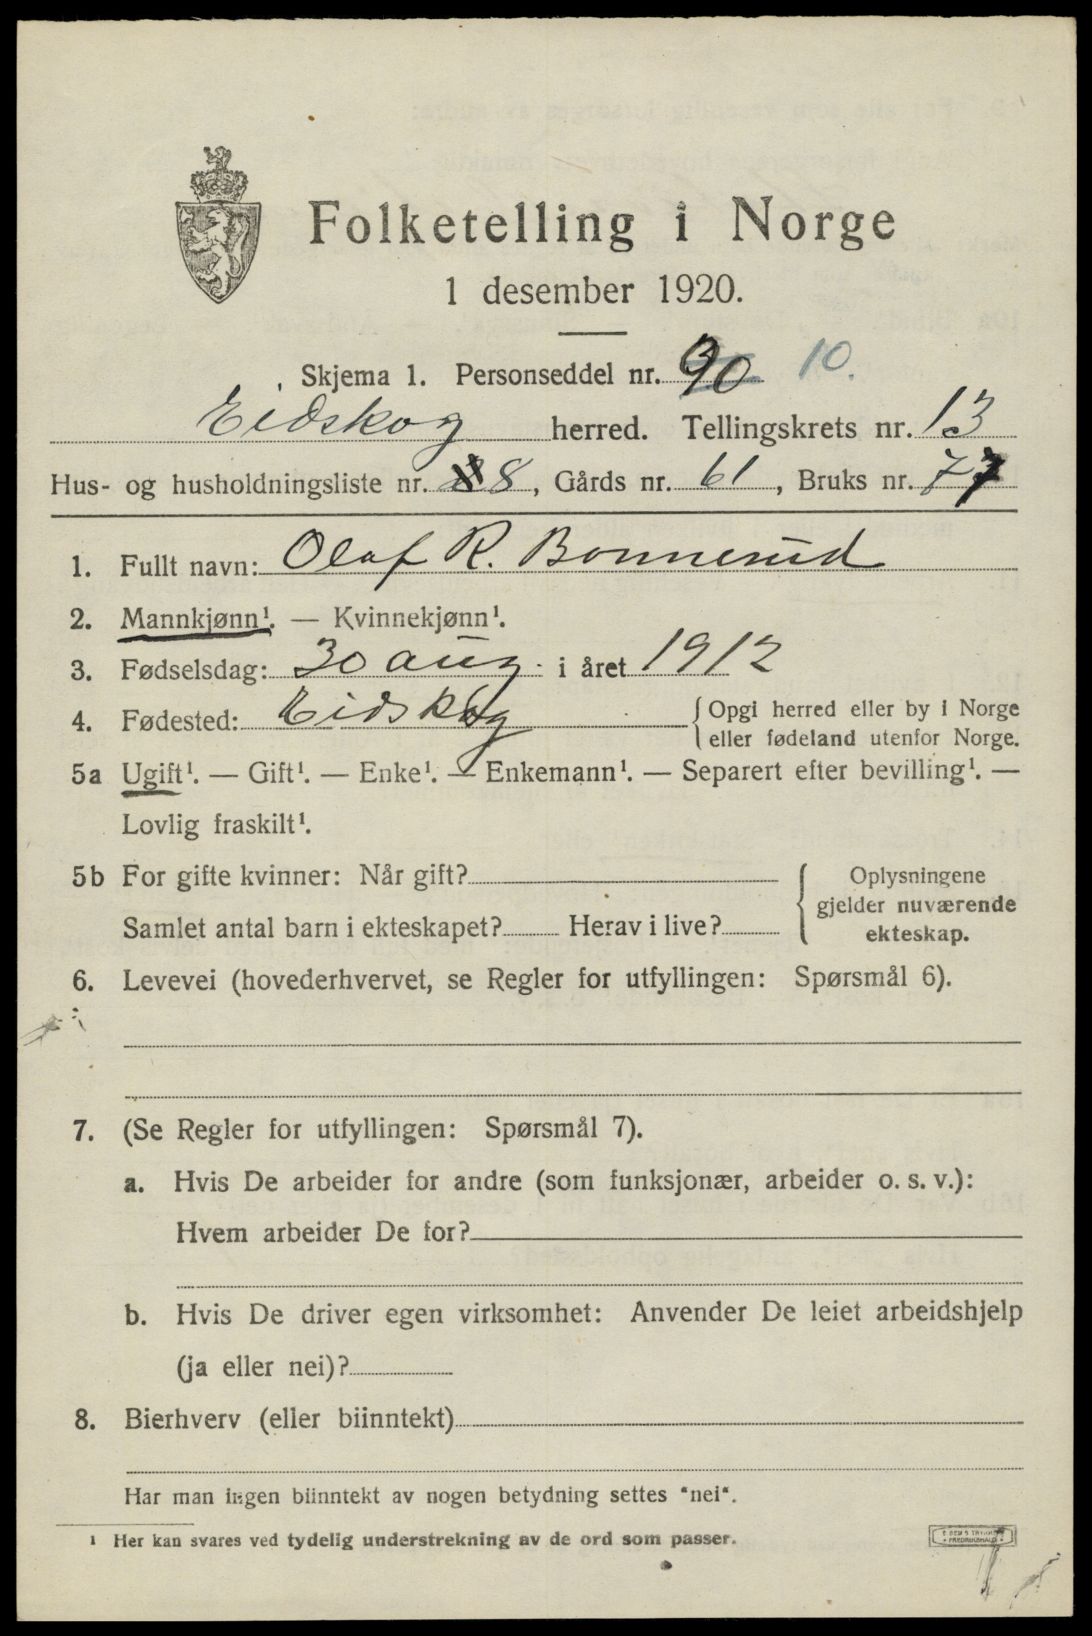 Folketelling i Norge
1 desember 1920.
Skjema 1. Personseddel nr. 90 10.
Eidskog herred. Tellingskrets nr. 13
Hus- og husholdningsliste nr. 8, Gårds nr. 61, Bruks nr. 77
1. Fullt navn: Olaf R. Bonnerud
2. Mannkjønn¹. — Kvinnekjønn¹.
3. Fødselsdag: 30 aug. i året 1912
4. Fødested: Eidskog {Opgi herred eller by i Norge
eller fødeland utenfor Norge.
5a Ugift¹. — Gift¹. — Enke¹. — Enkemann¹. — Separert efter bevilling¹. —
Lovlig fraskilt¹.
5b For gifte kvinner: Når gift?
Samlet antal barn i ekteskapet? Herav i live?
{Oplysningene
gjelder nuværende
ekteskap.
6. Levevei (hovederhvervet, se Regler for utfyllingen: Spørsmål 6).
7. (Se Regler for utfyllingen: Spørsmål 7).
a. Hvis De arbeider for andre (som funksjonær, arbeider o. s. v.):
Hvem arbeider De for?
b. Hvis De driver egen virksomhet: Anvender De leiet arbeidshjelp
(ja eller nei)?
8. Bierhverv (eller biinntekt)
Har man ingen biinntekt av nogen betydning settes "nei".
¹ Her kan svares ved tydelig understrekning av de ord som passer.